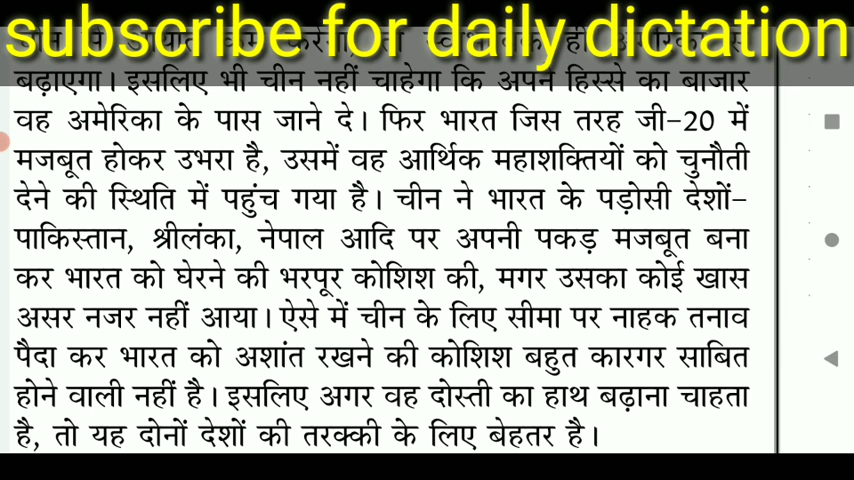 subscribe for daily dictation
बढ़ाएगा। इसलिए भी चीन नहीं चाहेगा कि अपने हिस्से का बाजार
वह अमेरिका के पास जाने दे। फिर भारत जिस तरह जी-20 में
मजबूत होकर उभरा है, उसमें वह आर्थिक महाशक्तियों को चुनौती
देने की स्थिति में पहुंच गया है। चीन ने भारत के पड़ोसी देशों-
पाकिस्तान, श्रीलंका, नेपाल आदि पर अपनी पकड़ मजबूत बना
कर भारत को घेरने की भरपूर कोशिश की, मगर उसका कोई खास
असर नजर नहीं आया। ऐसे में चीन के लिए सीमा पर नाहक तनाव
पैदा कर भारत को अशांत रखने की कोशिश बहुत कारगर साबित
होने वाली नहीं है। इसलिए अगर वह दोस्ती का हाथ बढ़ाना चाहता
है, तो यह दोनों देशों की तरक्की के लिए बेहतर है।